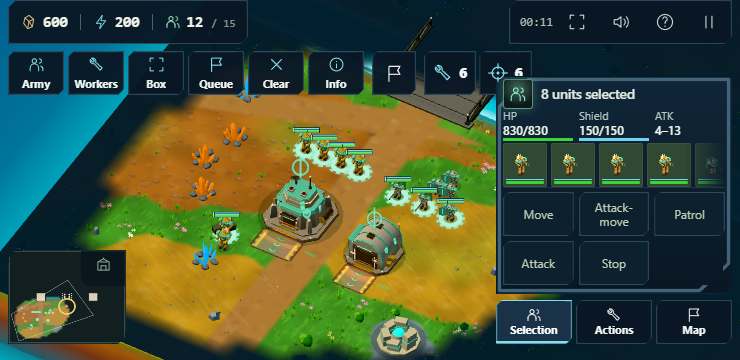 600 200 12 / 15 00:11
Army Workers Box Queue Clear Info 6 6
8 units selected
HP Shield ATK
830/830 150/150 4–13
Move Attack-move Patrol
Attack Stop
Selection Actions Map